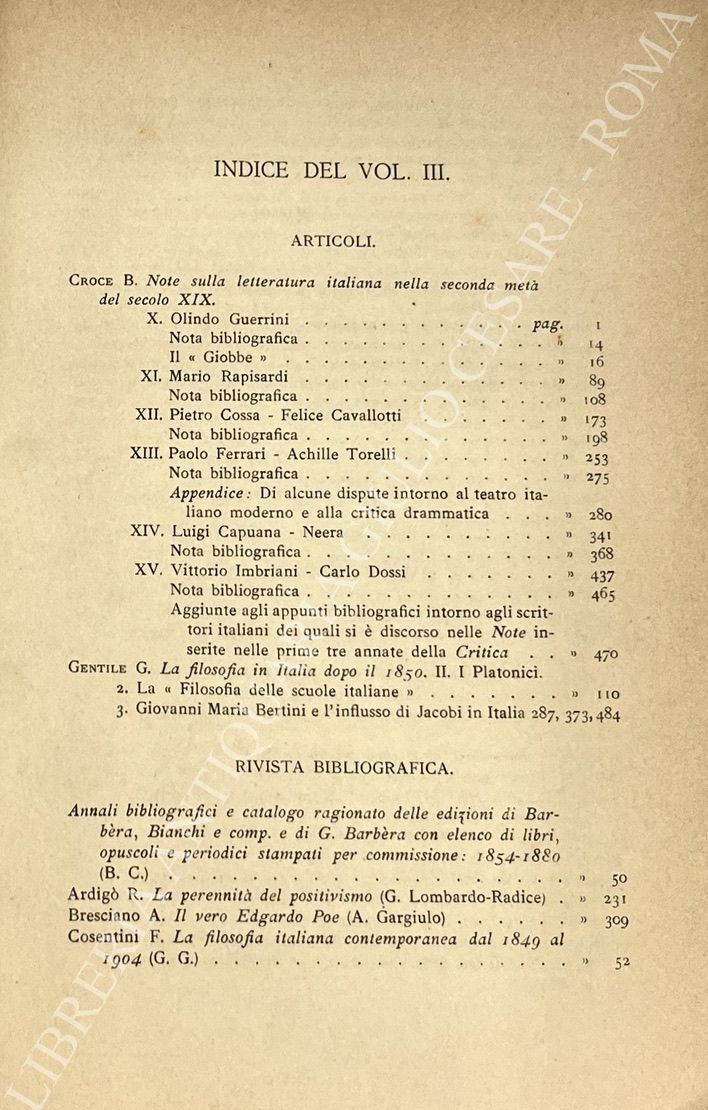 INDICE DEL VOL. III.
ARTICOLI.
CROCE B. Note sulla letteratura italiana nella seconda metà
del secolo XIX.
X. Olindo Guerrini . . . . . . . . . . . . . pag. 1
Nota bibliografica . . . . . . . . . . . . . » 14
Il « Giobbe » . . . . . . . . . . . . . . » 16
XI. Mario Rapisardi . . . . . . . . . . . . . » 89
Nota bibliografica . . . . . . . . . . . . . » 108
XII. Pietro Cossa - Felice Cavallotti . . . . . » 173
Nota bibliografica . . . . . . . . . . . . . » 198
XIII. Paolo Ferrari - Achille Torelli . . . . . . . » 253
Nota bibliografica . . . . . . . . . . . . . » 275
Appendice: Di alcune dispute intorno al teatro ita-
liano moderno e alla critica drammatica . . . » 280
XIV. Luigi Capuana - Neera . . . . . . . . . » 341
Nota bibliografica . . . . . . . . . . . . . » 368
XV. Vittorio Imbriani - Carlo Dossi . . . . . . . » 437
Nota bibliografica . . . . . . . . . . . . . » 465
Aggiunte agli appunti bibliografici intorno agli scrit-
tori italiani dei quali si è discorso nelle Note in-
serite nelle prime tre annate della Critica . . » 470
GENTILE G. La filosofia in Italia dopo il 1850. II. I Platonici.
2. La « Filosofia delle scuole italiane » . . . . . . . » 110
3. Giovanni Maria Bertini e l'influsso di Jacobi in Italia 287, 373, 484
RIVISTA BIBLIOGRAFICA.
Annali bibliografici e catalogo ragionato delle edizioni di Bar-
bèra, Bianchi e comp. e di G. Barbèra con elenco di libri,
opuscoli e periodici stampati per commissione: 1854-1880
(B. C.) . . . . . . . . . . . . . . . . . . » 50
Ardigò R. La perennità del positivismo (G. Lombardo-Radice) . » 231
Bresciano A. Il vero Edgardo Poe (A. Gargiulo) . . . . . . » 309
Cosentini F. La filosofia italiana contemporanea dal 1849 al
1904 (G. G.) . . . . . . . . . . . . . . . . » 52
LIBRERIA ANTIQUARIA GIULIO CESARE - ROMA